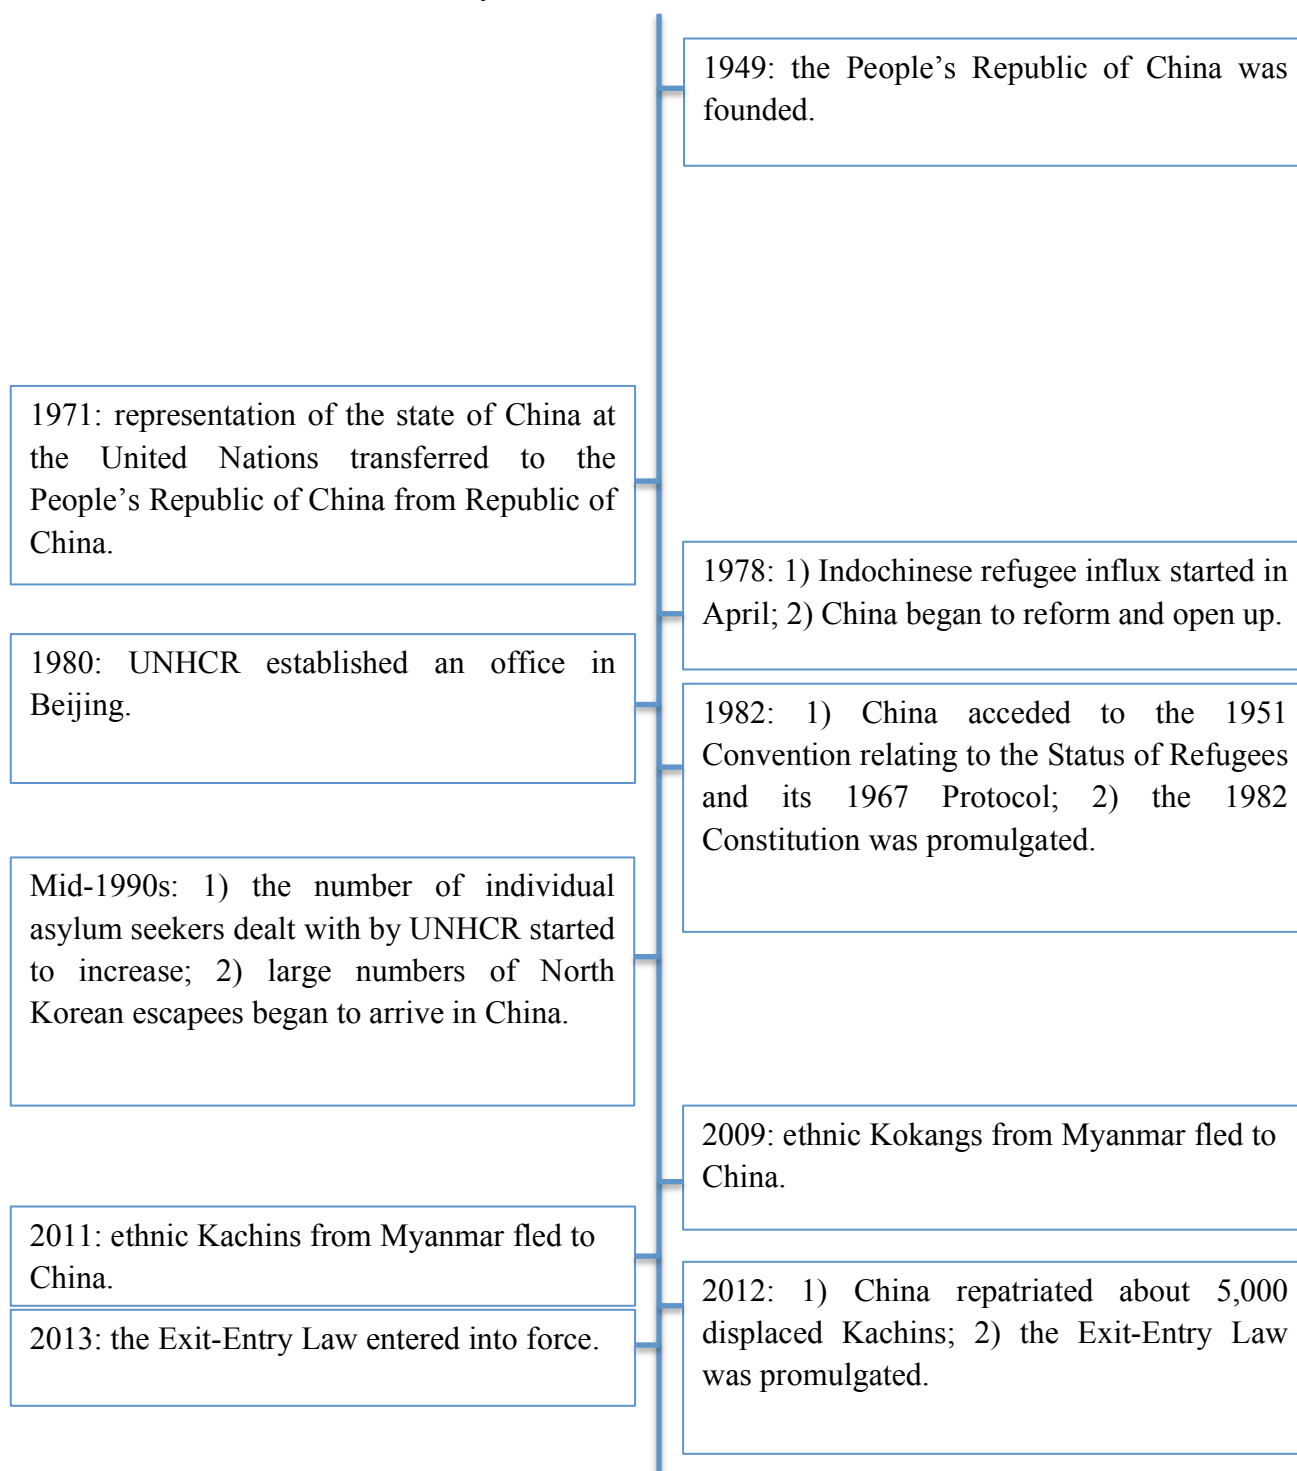 1949: the People’s Republic of China was
founded.
1971: representation of the state of China at
the United Nations transferred to the
People’s Republic of China from Republic of
China.
1978: 1) Indochinese refugee influx started in
April; 2) China began to reform and open up.
1980: UNHCR established an office in
Beijing.
1982: 1) China acceded to the 1951
Convention relating to the Status of Refugees
and its 1967 Protocol; 2) the 1982
Constitution was promulgated.
Mid-1990s: 1) the number of individual
asylum seekers dealt with by UNHCR started
to increase; 2) large numbers of North
Korean escapees began to arrive in China.
2009: ethnic Kokangs from Myanmar fled to
China.
2011: ethnic Kachins from Myanmar fled to
China.
2012: 1) China repatriated about 5,000
displaced Kachins; 2) the Exit-Entry Law
was promulgated.
2013: the Exit-Entry Law entered into force.